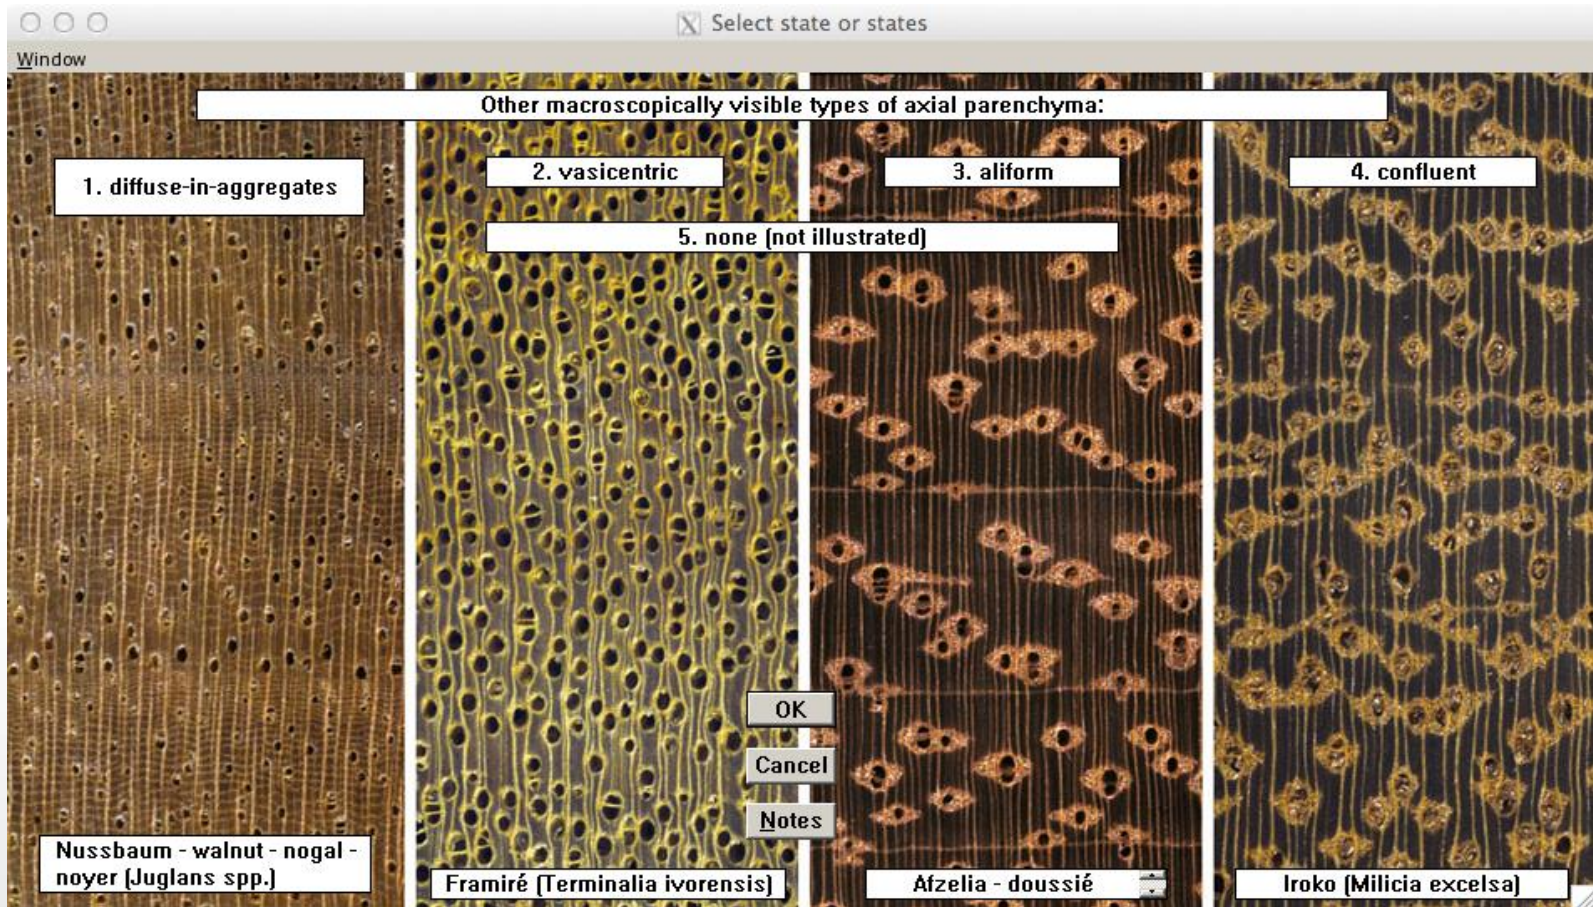 Select state or states
Window
Other macroscopically visible types of axial parenchyma:
1. diffuse-in-aggregates
2. vasicentric
3. aliform
4. confluent
5. none (not illustrated)
OK
Cancel
Notes
Nussbaum - walnut - nogal -
noyer (Juglans spp.)
Framiré (Terminalia ivorensis)
Afzelia - doussié
Iroko (Milicia excelsa)